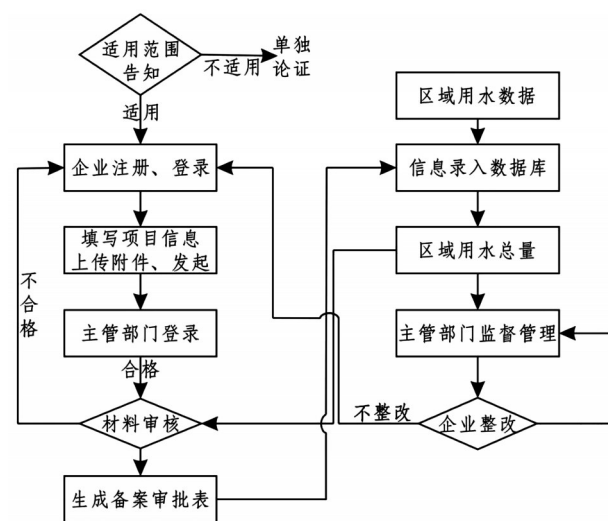 适用范围
告知
不适用
单独
论证
适用
企业注册、登录
填写项目信息
上传附件、发起
主管部门登录
合格
材料审核
生成备案审批表
不合格
区域用水数据
信息录入数据库
区域用水总量
主管部门监督管理
企业整改
不整改